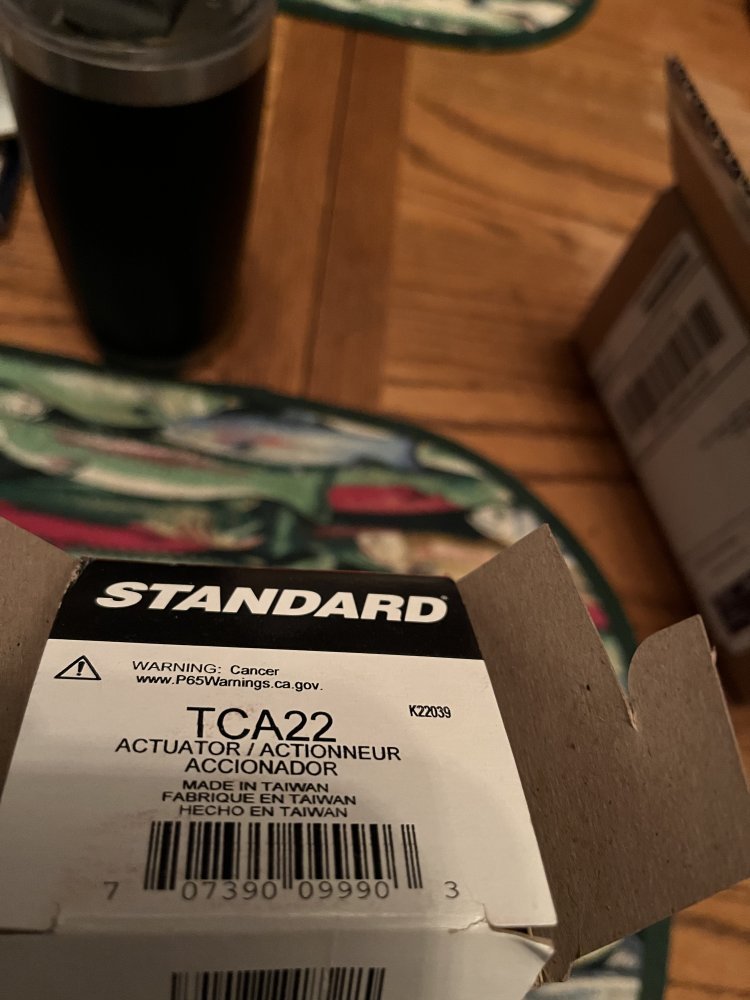 STANDARD®
WARNING: Cancer
www.P65Warnings.ca.gov.
K22039
TCA22
ACTUATOR / ACTIONNEUR
ACCIONADOR
MADE IN TAIWAN
FABRIQUE EN TAIWAN
HECHO EN TAIWAN
7 07390 09990 3